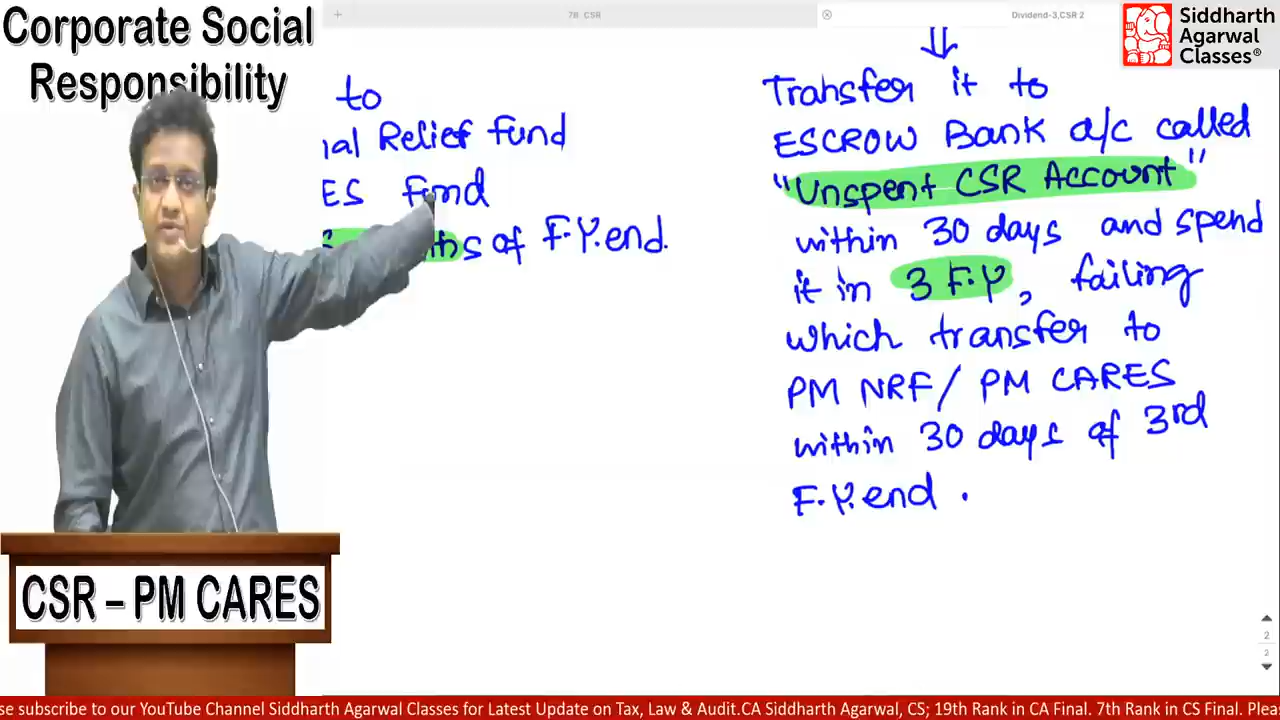 Corporate Social
Responsibility
7B CSR
Dividend-3,CSR 2
Siddharth
Agarwal
Classes®
to
Relief fund
ES fund
of F.Y.end.
Transfer it to
ESCROW Bank a/c called
"Unspent CSR Account"
within 30 days and spend
it in 3 F.Y, failing
which transfer to
PM NRF/ PM CARES
within 30 days of 3rd
F.Y.end.
CSR – PM CARES
2
2
se subscribe to our YouTube Channel Siddharth Agarwal Classes for Latest Update on Tax, Law & Audit.CA Siddharth Agarwal, CS; 19th Rank in CA Final. 7th Rank in CS Final. Plea